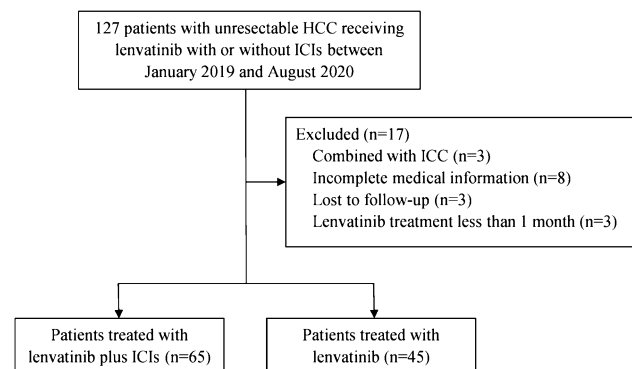 127 patients with unresectable HCC receiving
lenvatinib with or without ICIs between
January 2019 and August 2020
Excluded (n=17)
Combined with ICC (n=3)
Incomplete medical information (n=8)
Lost to follow-up (n=3)
Lenvatinib treatment less than 1 month (n=3)
Patients treated with
lenvatinib plus ICIs (n=65)
Patients treated with
lenvatinib (n=45)